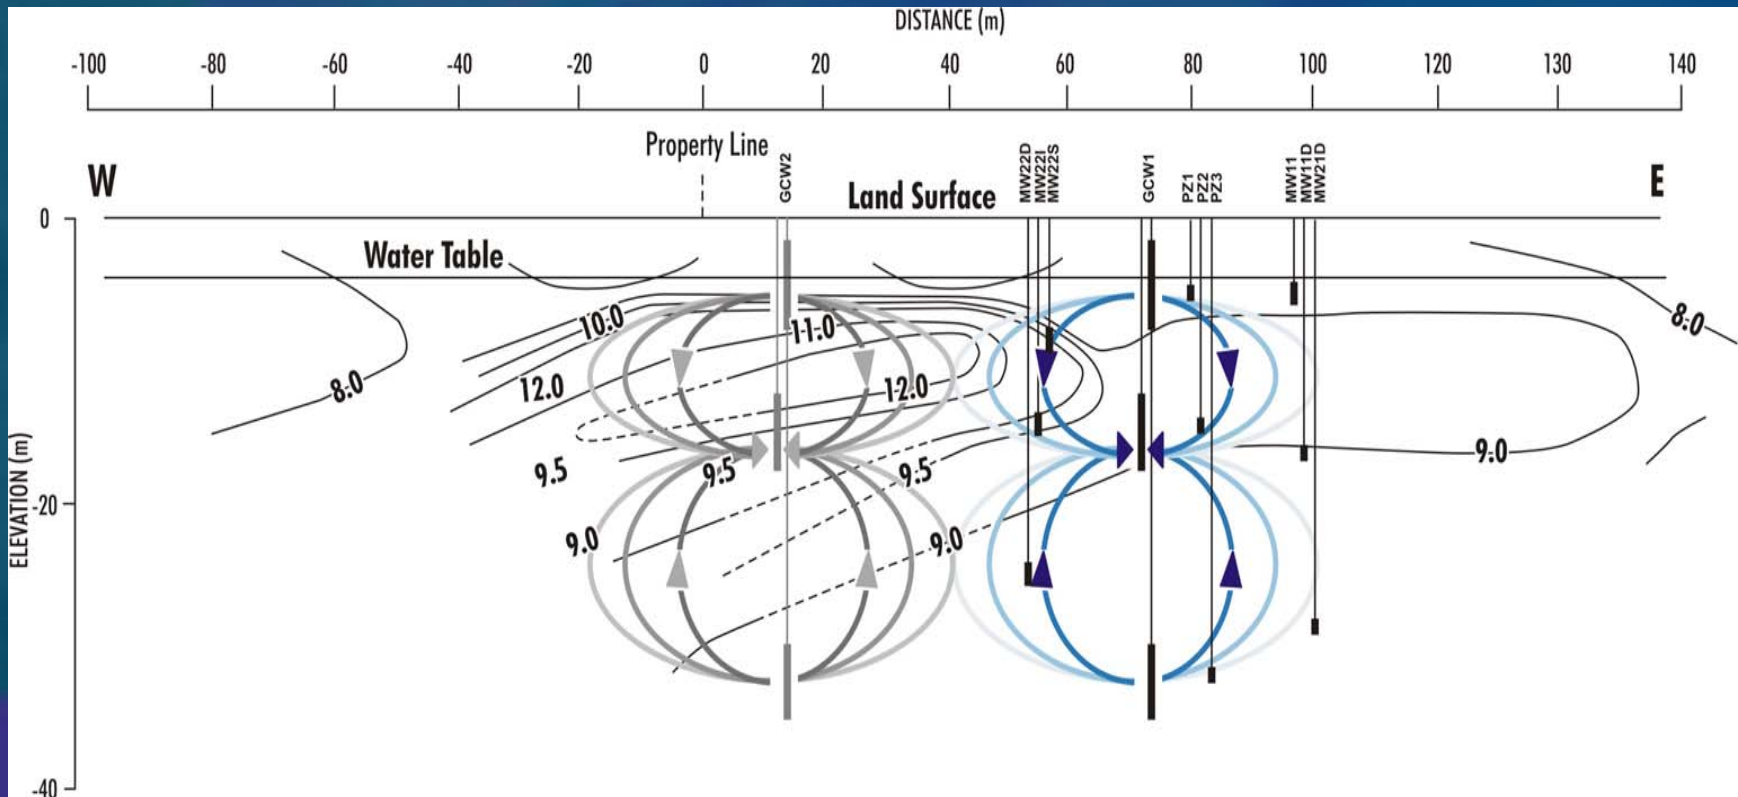 DISTANCE (m)
-100 -80 -60 -40 -20 0 20 40 60 80 100 120 130 140
Property Line
GCW2
MW22D
MW22I
MW22S
GCW1
PZ1
PZ2
PZ3
MW11
MW11D
MW21D
W
Land Surface
E
0
Water Table
10.0
11.0
8.0
8.0
12.0
12.0
9.5
9.5
9.5
9.0
-20
9.0
9.0
ELEVATION (m)
-40